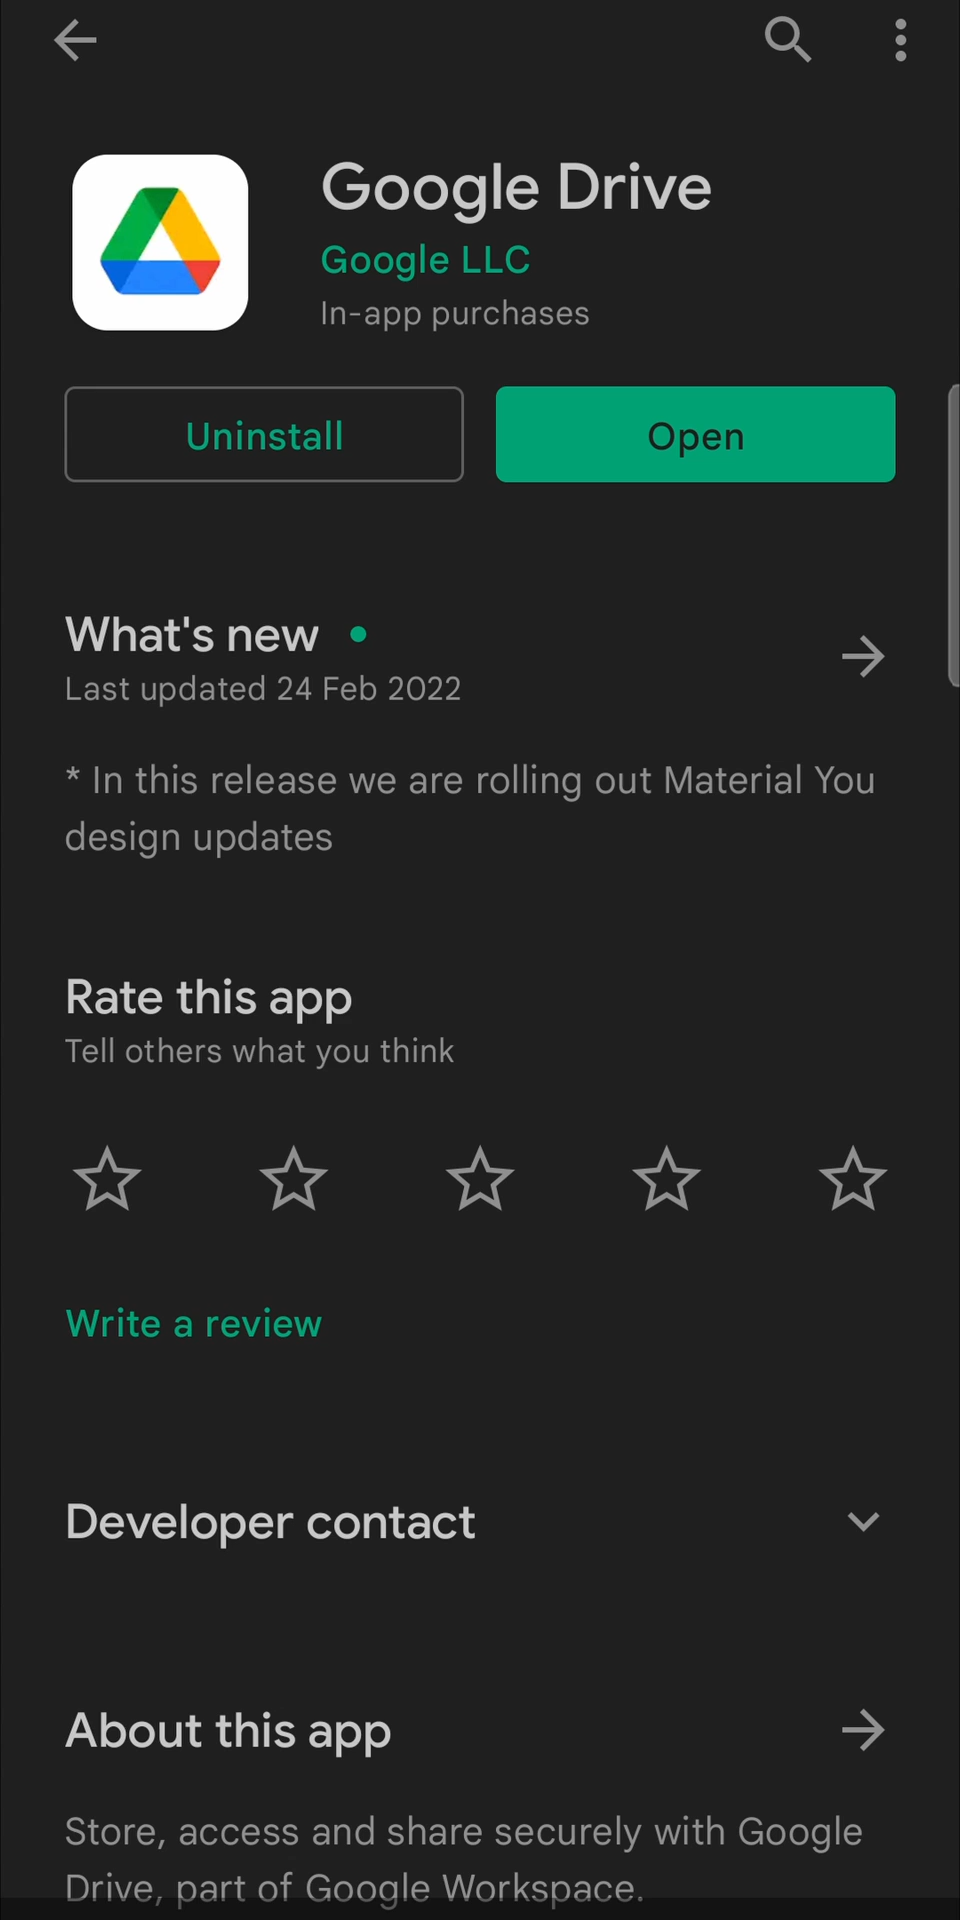 Google Drive
Google LLC
In-app purchases
Uninstall
Open
What's new
Last updated 24 Feb 2022
* In this release we are rolling out Material You
design updates
Rate this app
Tell others what you think
Write a review
Developer contact
About this app
Store, access and share securely with Google
Drive, part of Google Workspace.